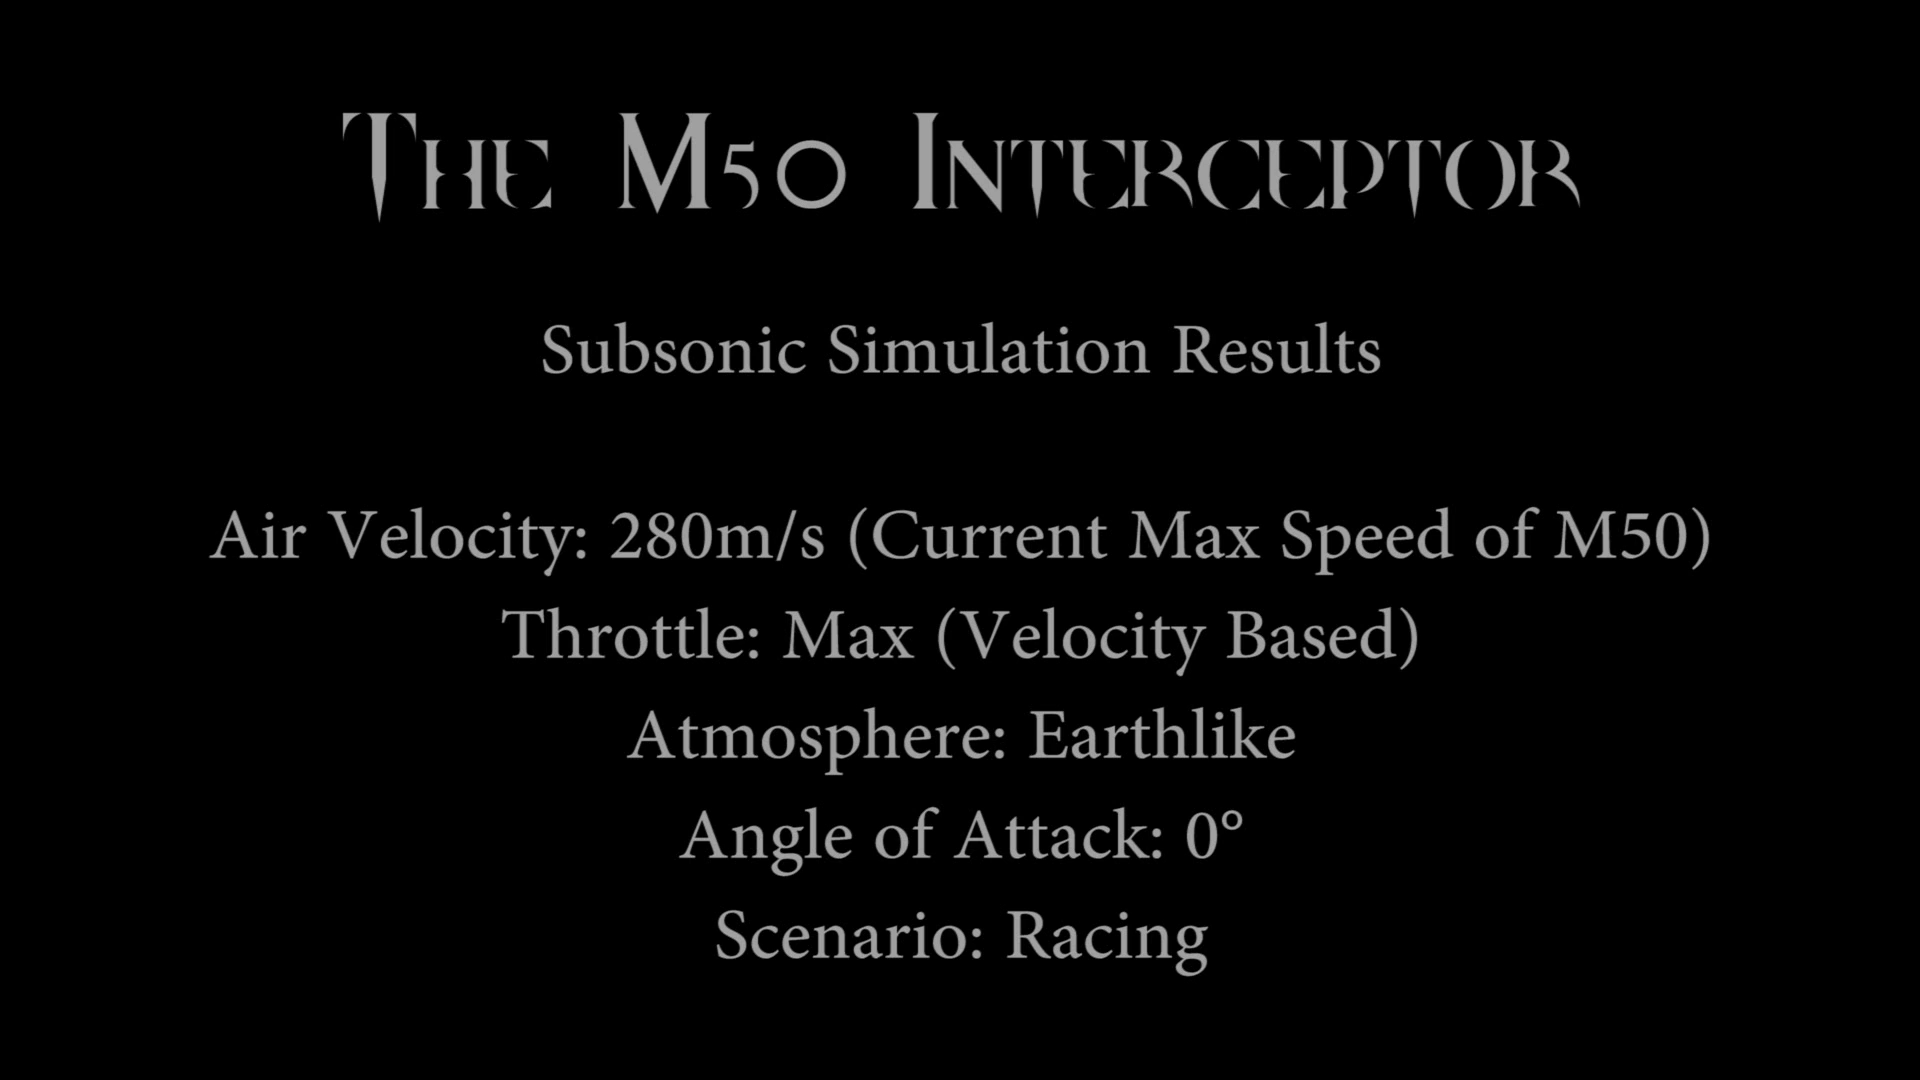 The M50 Interceptor
Subsonic Simulation Results
Air Velocity: 280m/s (Current Max Speed of M50)
Throttle: Max (Velocity Based)
Atmosphere: Earthlike
Angle of Attack: 0°
Scenario: Racing